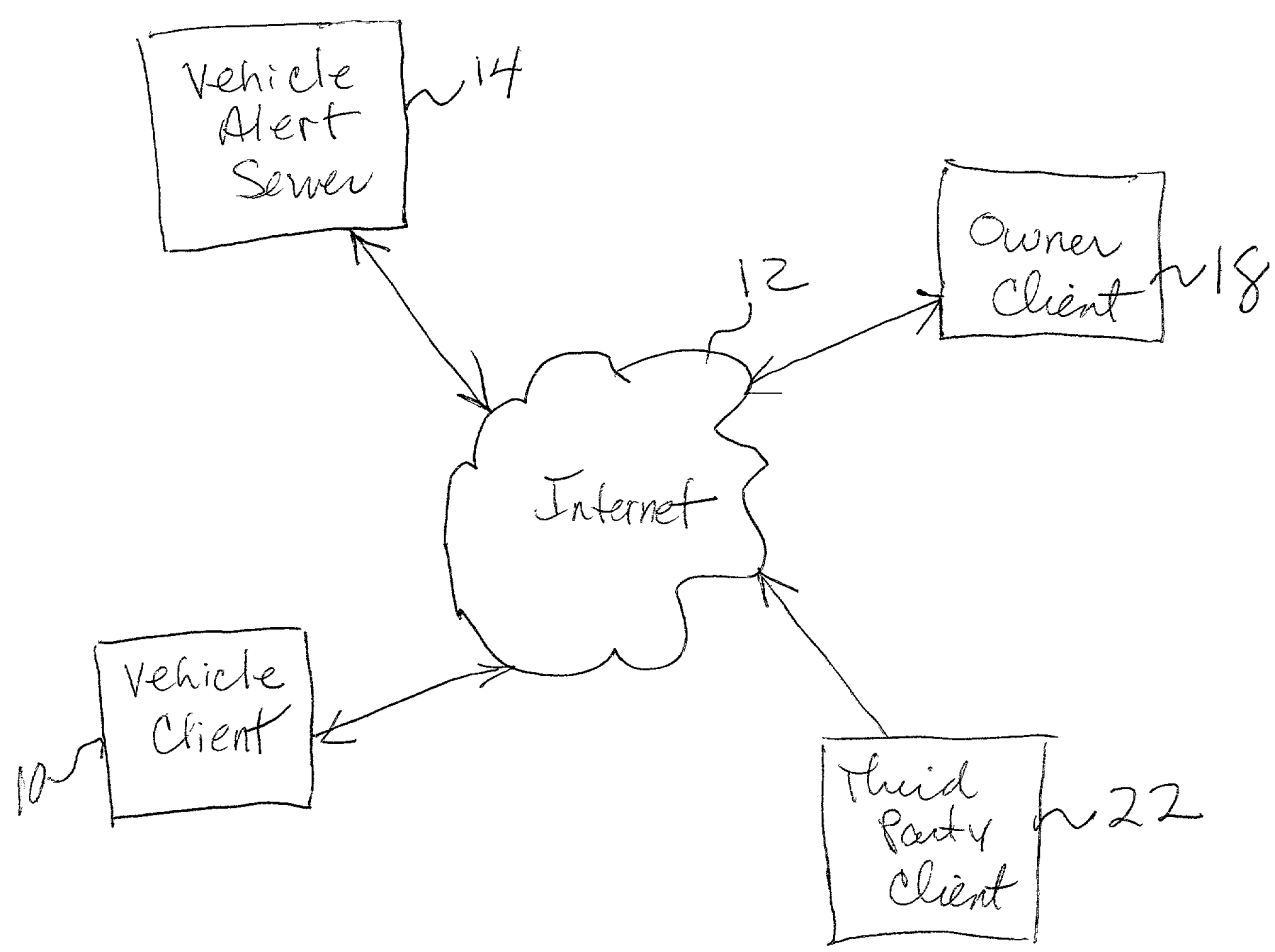 Vehicle
Alert
Server
14
Owner
Client
18
12
Internet
Vehicle
Client
10
Third
Party
Client
22